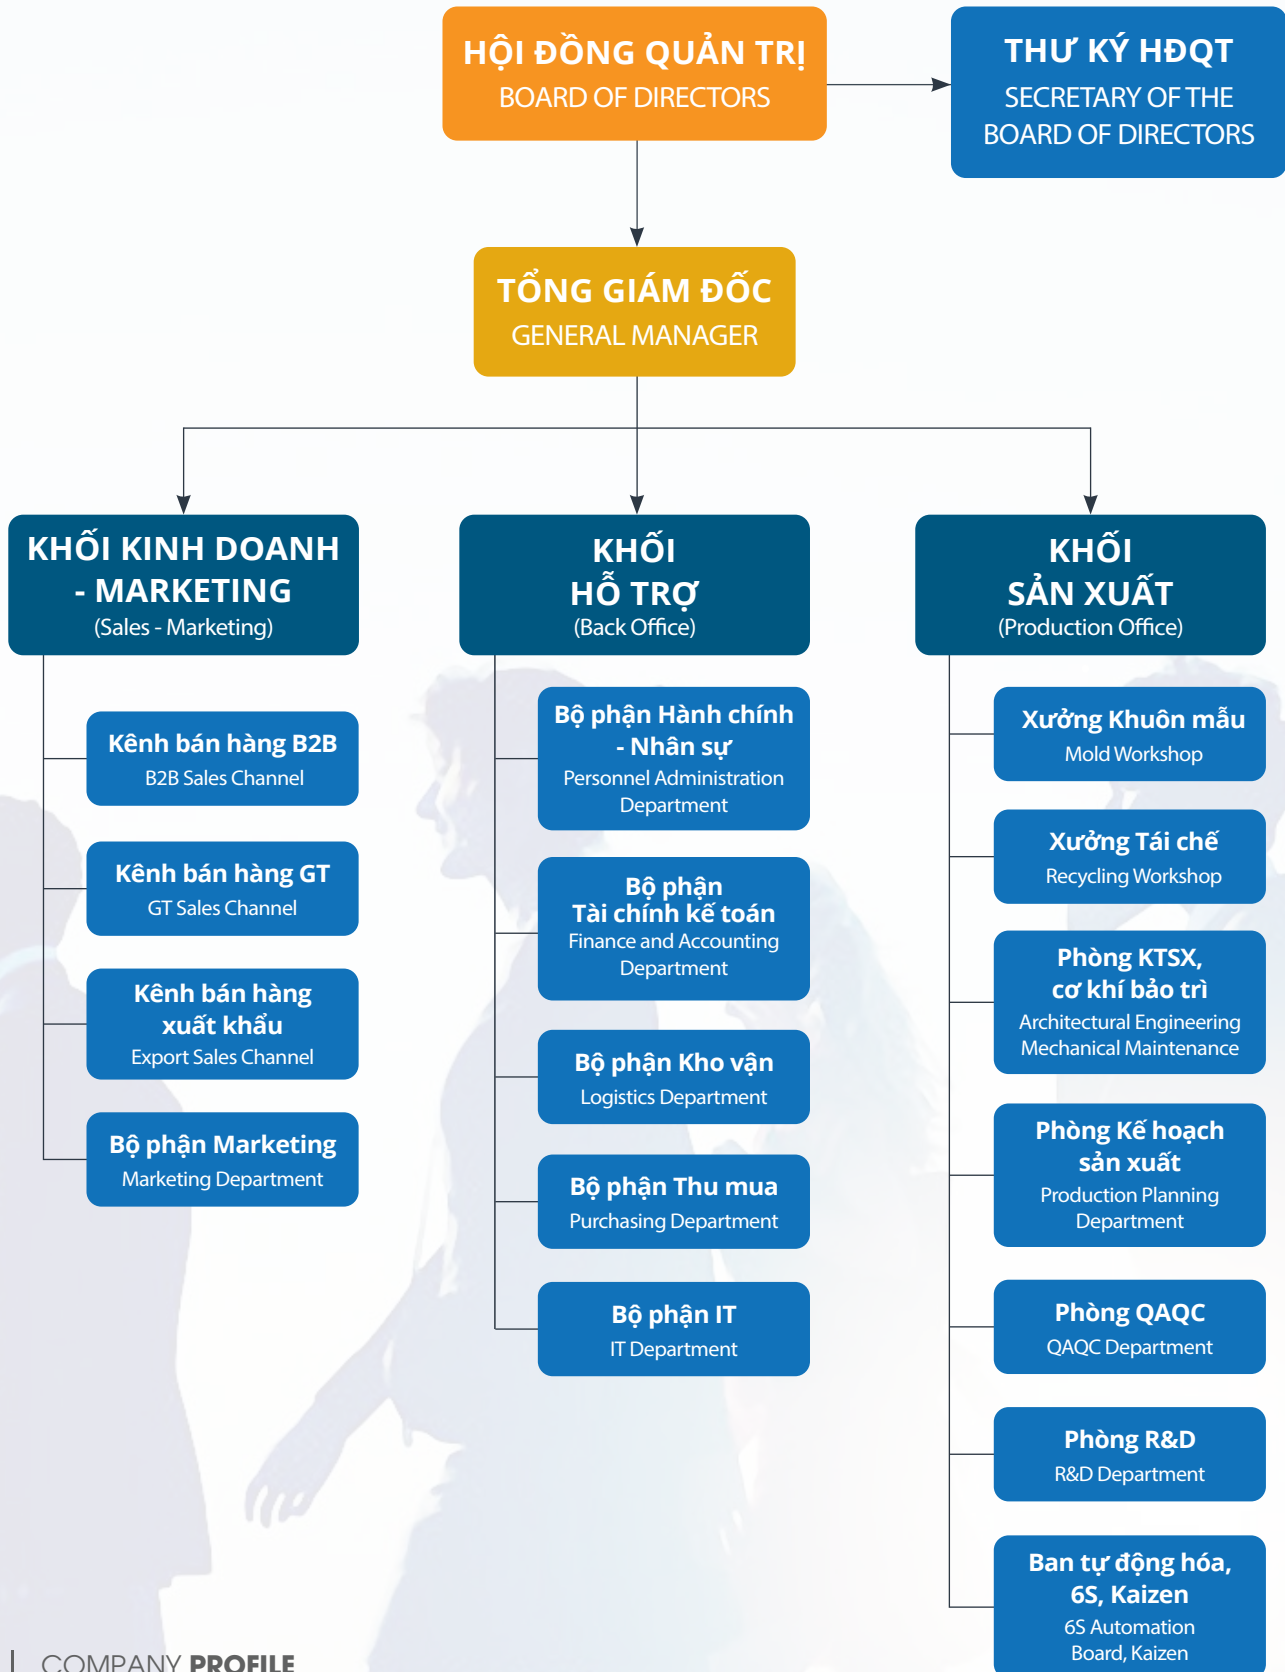 HỘI ĐỒNG QUẢN TRỊ
BOARD OF DIRECTORS
THƯ KÝ HĐQT
SECRETARY OF THE
BOARD OF DIRECTORS
TỔNG GIÁM ĐỐC
GENERAL MANAGER
KHỐI KINH DOANH
- MARKETING
(Sales - Marketing)
Kênh bán hàng B2B
B2B Sales Channel
Kênh bán hàng GT
GT Sales Channel
Kênh bán hàng
xuất khẩu
Export Sales Channel
Bộ phận Marketing
Marketing Department
KHỐI
HỖ TRỢ
(Back Office)
Bộ phận Hành chính
- Nhân sự
Personnel Administration
Department
Bộ phận
Tài chính kế toán
Finance and Accounting
Department
Bộ phận Kho vận
Logistics Department
Bộ phận Thu mua
Purchasing Department
Bộ phận IT
IT Department
KHỐI
SẢN XUẤT
(Production Office)
Xưởng Khuôn mẫu
Mold Workshop
Xưởng Tái chế
Recycling Workshop
Phòng KTSX,
cơ khí bảo trì
Architectural Engineering
Mechanical Maintenance
Phòng Kế hoạch
sản xuất
Production Planning
Department
Phòng QAQC
QAQC Department
Phòng R&D
R&D Department
Ban tự động hóa,
6S, Kaizen
6S Automation
Board, Kaizen
COMPANY PROFILE